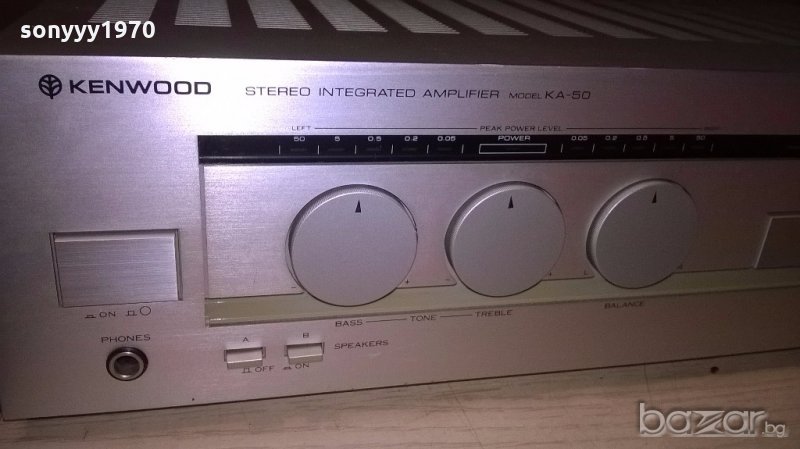 sonyyy1970
KENWOOD STEREO INTEGRATED AMPLIFIER MODEL KA-50
LEFT PEAK POWER LEVEL RIGHT
50 5 0.5 0.2 0.05 POWER 0.05 0.2 0.5 5 50
- + - + L R
BASS TONE TREBLE BALANCE
ON
PHONES A B SPEAKERS
OFF ON
bazar.bg